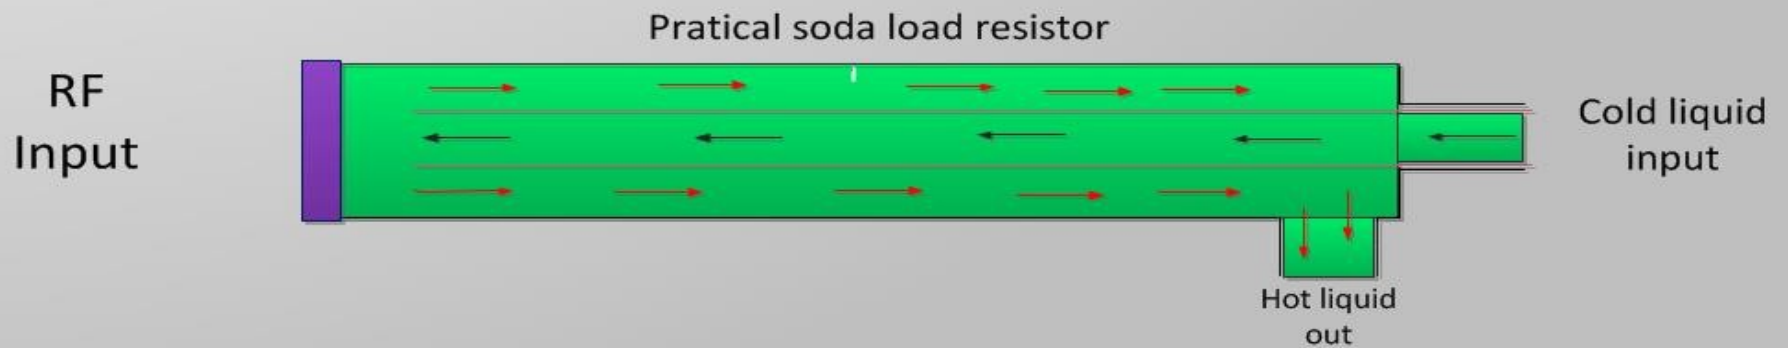 Pratical soda load resistor
RF
Input
Cold liquid
input
Hot liquid
out